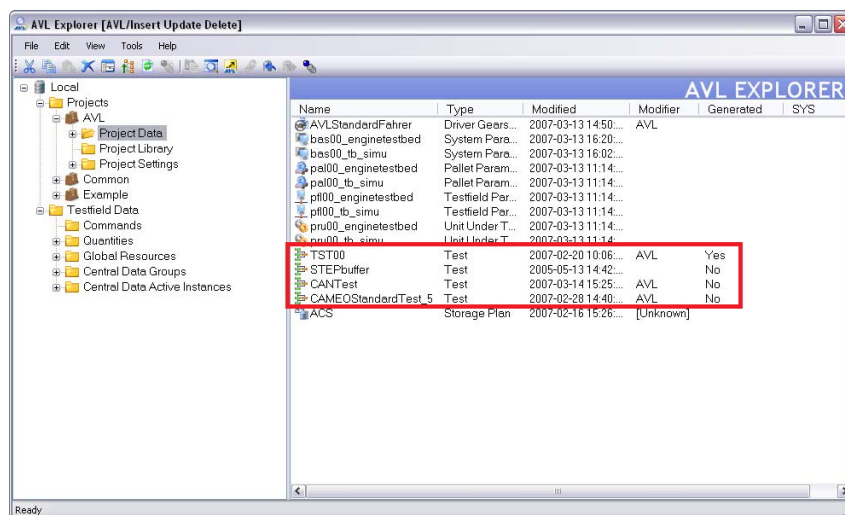 AVL Explorer [AVL/Insert Update Delete]
File Edit View Tools Help
AVL EXPLORER
Local
Projects
AVL
Project Data
Project Library
Project Settings
Common
Example
Testfield Data
Commands
Quantities
Global Resources
Central Data Groups
Central Data Active Instances
Name Type Modified Modifier Generated SYS
AVLStandardFahrer Driver Gears... 2007-03-13 14:50:... AVL
bas00_enginetestbed System Para... 2007-03-13 16:20:...
bas00_tb_simu System Para... 2007-03-13 16:02:...
pal00_enginetestbed Pallet Param... 2007-03-13 11:14:...
pal00_tb_simu Pallet Param... 2007-03-13 11:14:...
pfl00_enginetestbed Testfield Par... 2007-03-13 11:14:...
pfl00_tb_simu Testfield Par... 2007-03-13 11:14:...
pru00_enginetestbed Unit Under T... 2007-03-13 11:14:...
pru00_tb_simu Unit Under T... 2007-03-13 11:14:...
TST00 Test 2007-02-20 10:06:... AVL Yes
STEPbuffer Test 2005-05-13 14:42:... No
CANTest Test 2007-03-14 15:25:... AVL No
CAMEOStandardTest_5 Test 2007-02-28 14:40:... AVL No
ACS Storage Plan 2007-02-16 15:26:... [Unknown]
Ready